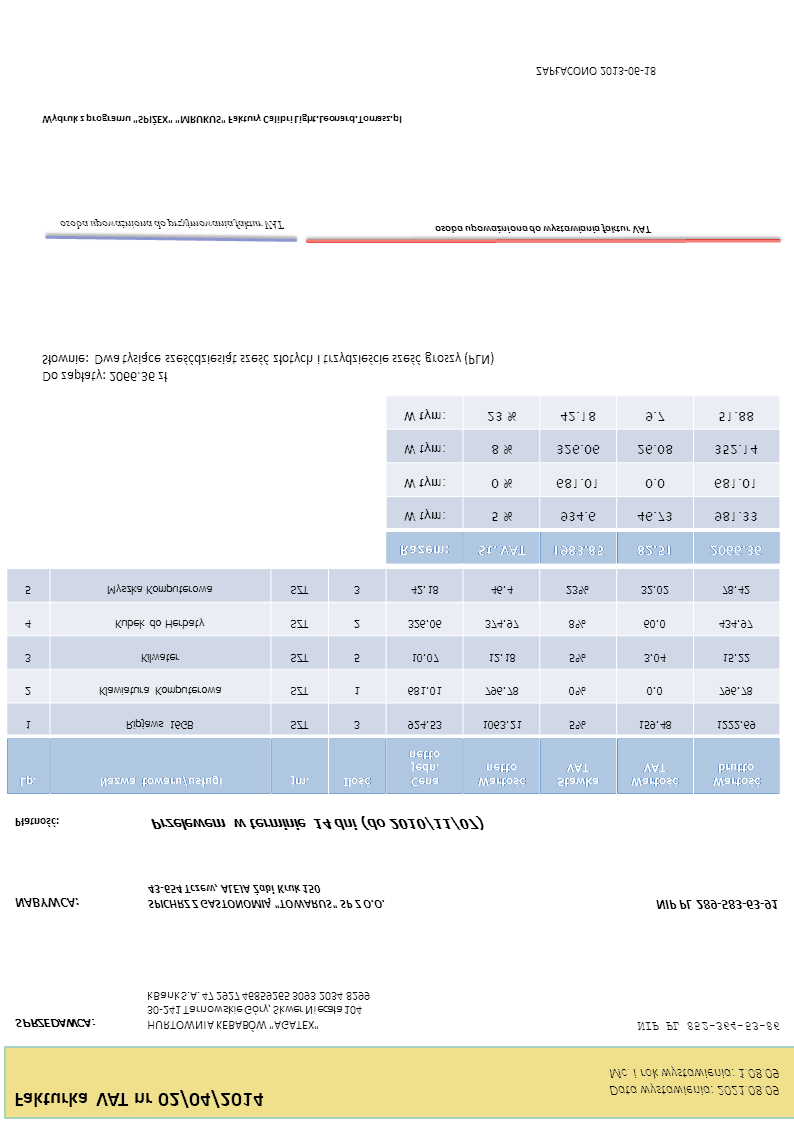 Fakturka VAT nr 02/04/2014
Data wystawienia: 2021.08.09
Mc. i rok wystawienia: 1.08.09
SPRZEDAWCA:
HURTOWNIA KEBABÓW "AGATEX"
NIP PL 852-364-53-86
30-241 Tarnowskie Góry, Skwer Niecała 104
kBank S.A. 47 2927 46859265 3093 2034 8299
NABYWCA:
SPICHRZ Z GASTONOMIĄ "TOWARUS" SP Z O.O.
NIP PL 289-583-63-91
43-654 Tczew, ALEJA Żabi Kruk 150
Płatność:
Przelewem w terminie 14 dni (do 2010/11/07)
Lp. Nazwa towaru/usługi Jm. Ilość Cena jedn. netto Wartość netto Stawka VAT Wartość VAT Wartość brutto
1 Ripjaws 16GB SZT 3 924.53 1063.21 5% 159.48 1222.69
2 Klawiatura Komputerowa SZT 1 681.01 796.78 0% 0.0 796.78
3 Kilwater SZT 5 10.07 12.18 5% 3.04 15.22
4 Kubek do Herbaty SZT 2 326.06 374.97 8% 60.0 434.97
5 Myszka Komputerowa SZT 3 42.18 46.4 23% 32.02 78.42
Razem: St. VAT 1983.85 82.51 2066.36
W tym: 5 % 934.6 46.73 981.33
W tym: 0 % 681.01 0.0 681.01
W tym: 8 % 326.06 26.08 352.14
W tym: 23 % 42.18 9.7 51.88
Do zapłaty: 2066.36 zł
Słownie: Dwa tysiące sześćdziesiąt sześć złotych i trzydzieście sześć groszy (PLN)
osoba upoważniona do przyjmowania faktur VAT
osoba upoważniona do wystawiania faktur VAT
Wydruk z programu "SPIŻEX" "MRUKUS" Faktury Calibri Light.Leonard.Tomasz.pl
ZAPŁACONO 2013-06-18